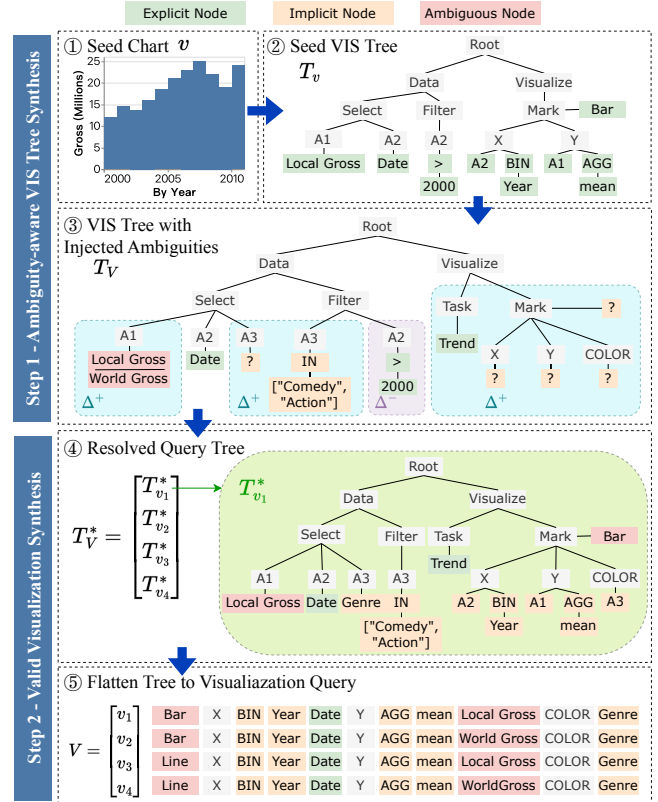 Explicit Node Implicit Node Ambiguous Node
Step 1 - Ambiguity-aware VIS Tree Synthesis
① Seed Chart v
Gross (Millions)
25
20
15
10
5
0
2000 2005 2010
By Year
② Seed VIS Tree
T_v
Root
Data Visualize
Select Filter Mark Bar
A1 A2 A2 X Y
Local Gross Date > A2 BIN A1 AGG
2000 Year mean
③ VIS Tree with
Injected Ambiguities
T_V
Root
Data Visualize
Select Filter Task Mark ?
A1 A2 A3 A3 A2 Trend X Y COLOR
Local Gross Date ? IN > ? ? ?
World Gross ["Comedy", 2000
"Action"]
Δ⁺ Δ⁺ Δ⁻ Δ⁺
Step 2 - Valid Visualization Synthesis
④ Resolved Query Tree
T*_V =
T*_v1
T*_v2
T*_v3
T*_v4
T*_v1
Root
Data Visualize
Select Filter Task Mark Bar
Trend
A1 A2 A3 A3 X Y COLOR
Local Gross Date Genre IN A2 BIN A1 AGG A3
["Comedy", Year mean
"Action"]
⑤ Flatten Tree to Visualiazation Query
V =
v1 Bar X BIN Year Date Y AGG mean Local Gross COLOR Genre
v2 Bar X BIN Year Date Y AGG mean World Gross COLOR Genre
v3 Line X BIN Year Date Y AGG mean Local Gross COLOR Genre
v4 Line X BIN Year Date Y AGG mean WorldGross COLOR Genre